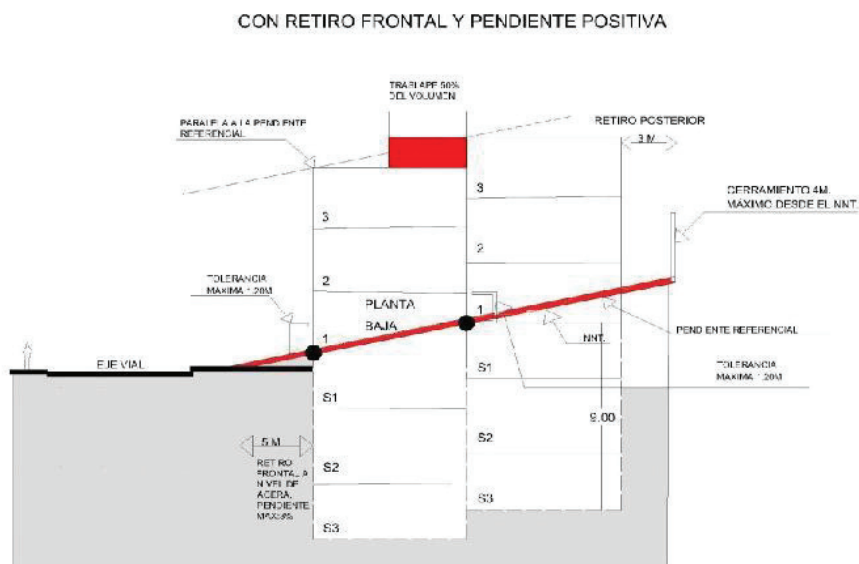 CON RETIRO FRONTAL Y PENDIENTE POSITIVA
TRASLAPE 50%
DEL VOLUMEN
PARALELA A LA PENDIENTE
REFERENCIAL
RETIRO POSTERIOR
3 M
CERRAMIENTO 4M.
MÁXIMO DESDE EL NNT.
3
3
2
2
TOLERANCIA
MAXIMA 1.20M
PLANTA
BAJA
1
1
PENDIENTE REFERENCIAL
NNT.
EJE VIAL
TOLERANCIA
MAXIMA 1.20M
S1
S1
9.00
5 M
RETIRO
FRONTAL A
NIVEL DE
ACERA,
PENDIENTE
S2
S2
S3
S3